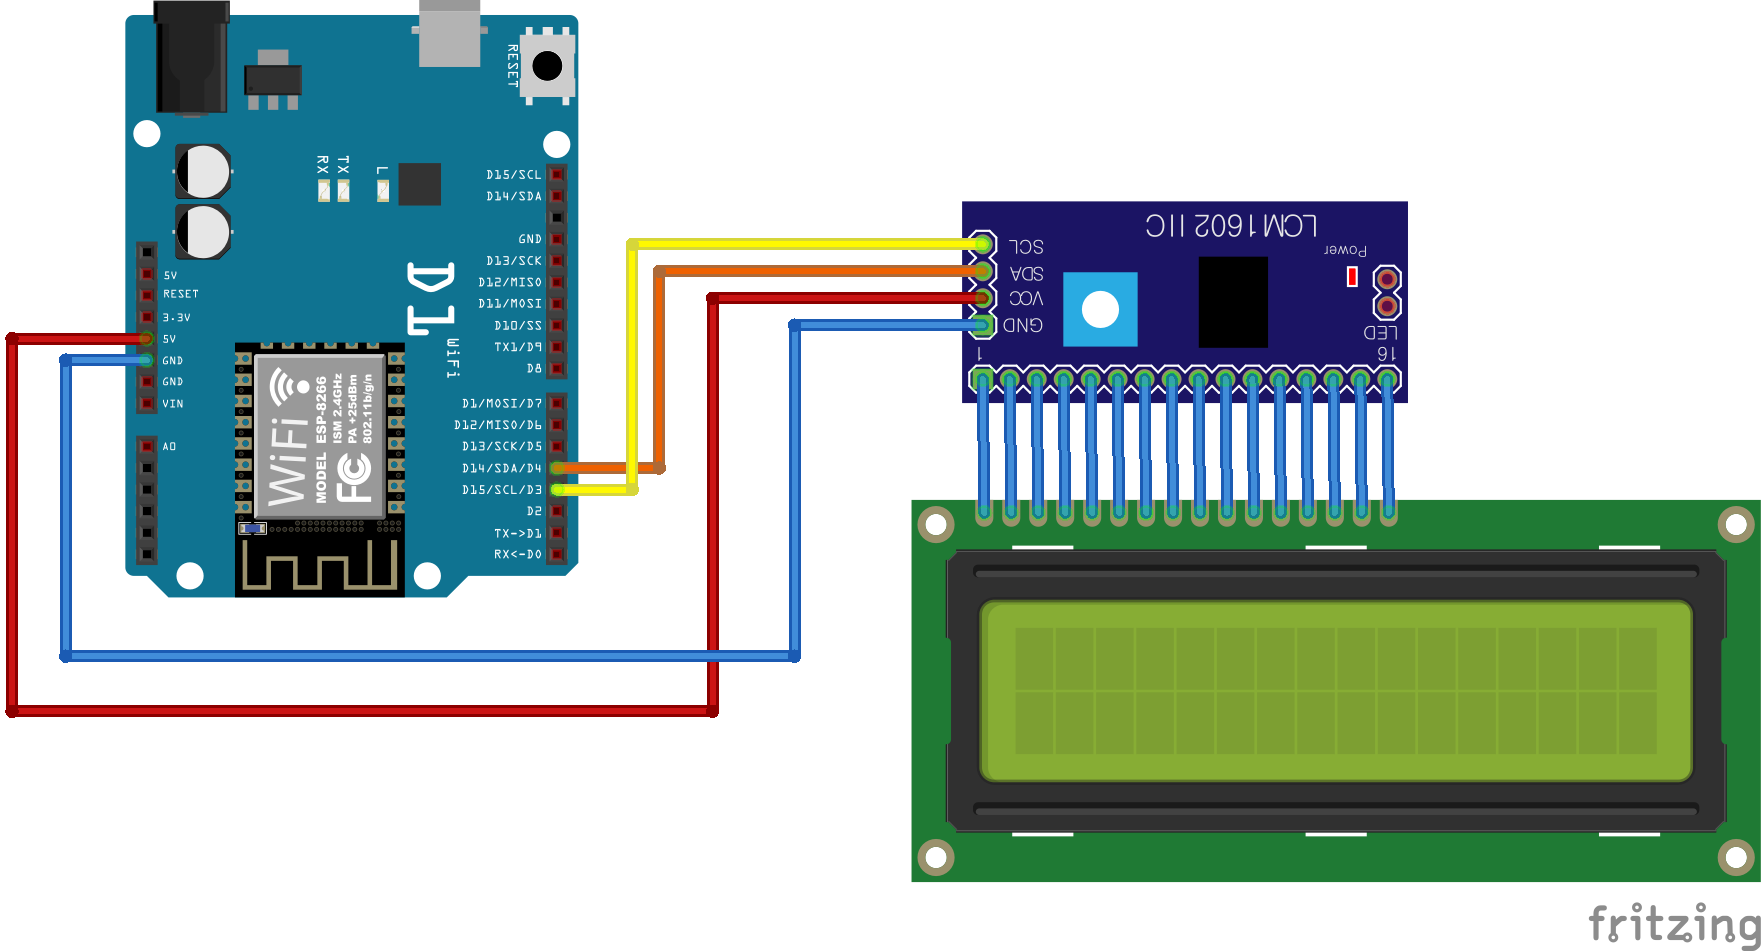 RESET
RX
TX
L
D15/SCL
D14/SDA
GND
D13/SCK
D12/MISO
D11/MOSI
D10/SS
TX1/D9
D8
D1/MOSI/D7
D12/MISO/D6
D13/SCK/D5
D14/SDA/D4
D15/SCL/D3
D2
TX->D1
RX<-D0
5V
RESET
3.3V
5V
GND
GND
VIN
A0
D1
WiFi
WiFi
MODEL ESP-8266
ISM 2.4GHz
PA +25dBm
802.11b/g/n
FC
LCM1602 IIC
SCL
SDA
VCC
GND
1
Power
LED
16
fritzing